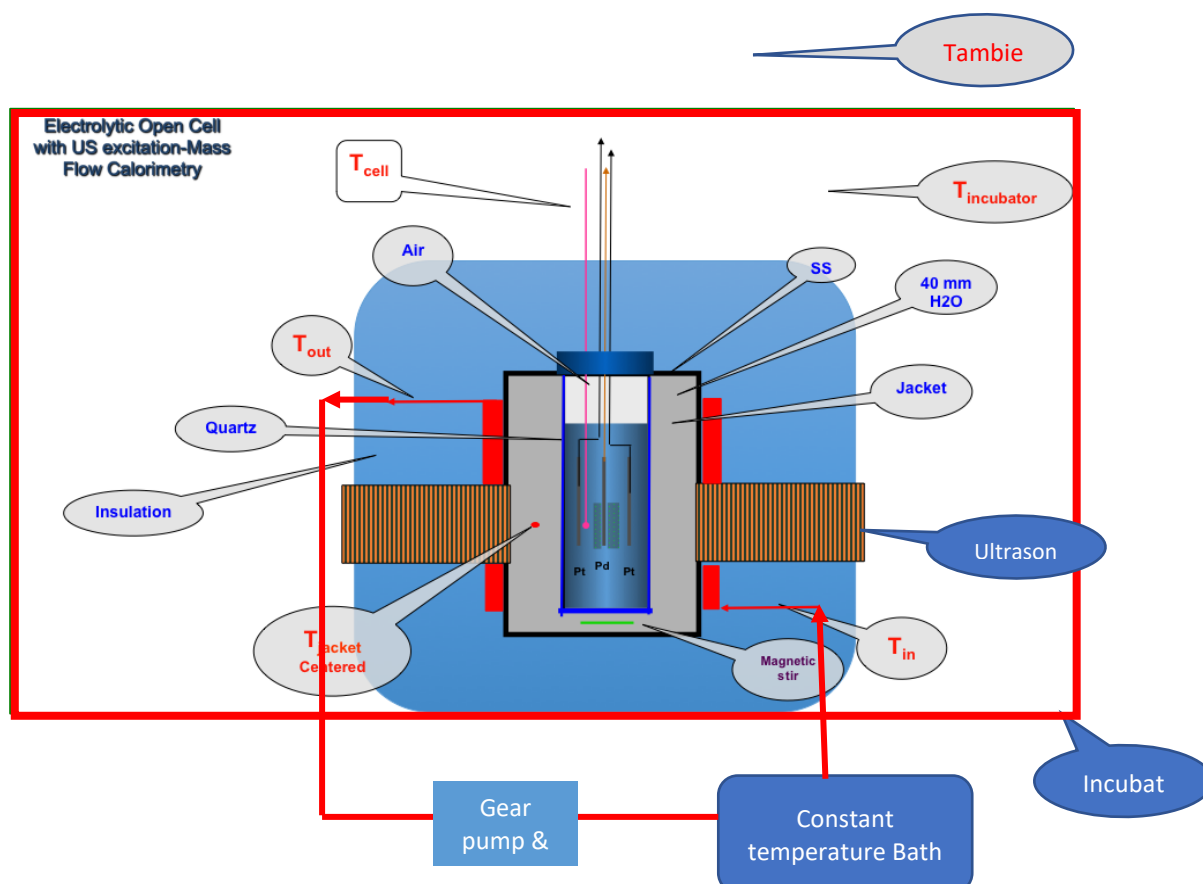 Tambie
Electrolytic Open Cell
with US excitation-Mass
Flow Calorimetry
Tcell
Tincubator
Air
SS
40 mm
H2O
Tout
Jacket
Quartz
Insulation
Ultrason
Pt
Pd
Pt
Tjacket
Centered
Magnetic
stir
Tin
Incubat
Gear
pump &
Constant
temperature Bath